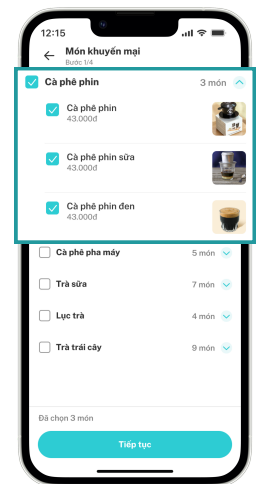 12:15
Món khuyến mại
Bước 1/4
Cà phê phin
3 món
Cà phê phin
43.000đ
Cà phê phin sữa
43.000đ
Cà phê phin đen
43.000đ
Cà phê pha máy
5 món
Trà sữa
7 món
Lục trà
4 món
Trà trái cây
9 món
Đã chọn 3 món
Tiếp tục